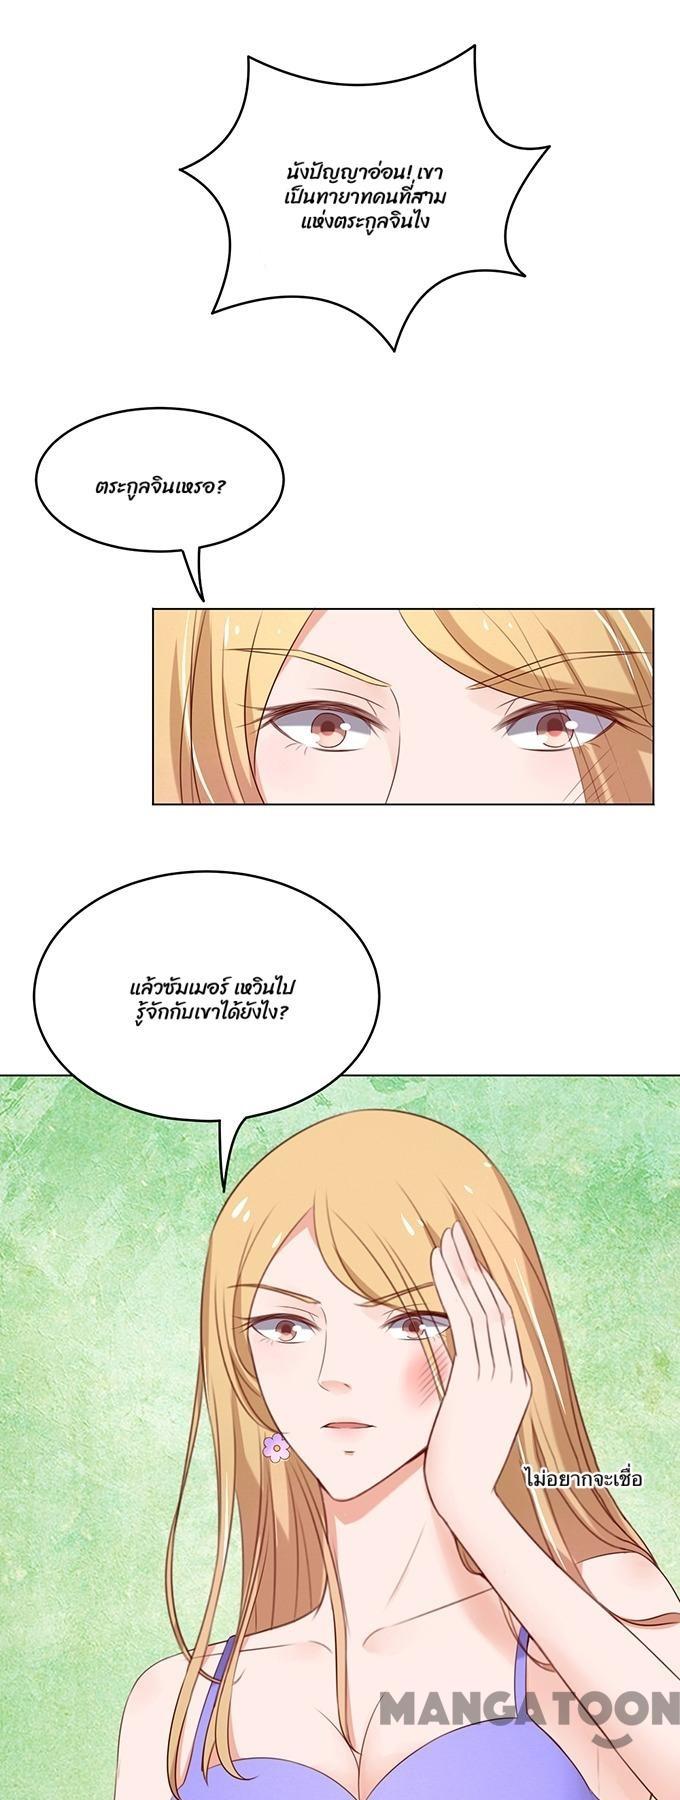 นังปัญญาอ่อน! เขา
เป็นทายาทคนที่สาม
แห่งตระกูลจินไง
ตระกูลจินเหรอ?
แล้วซัมเมอร์ เหวินไป
รู้จักกับเขาได้ยังไง?
ไม่อยากจะเชื่อ
MANGATOON